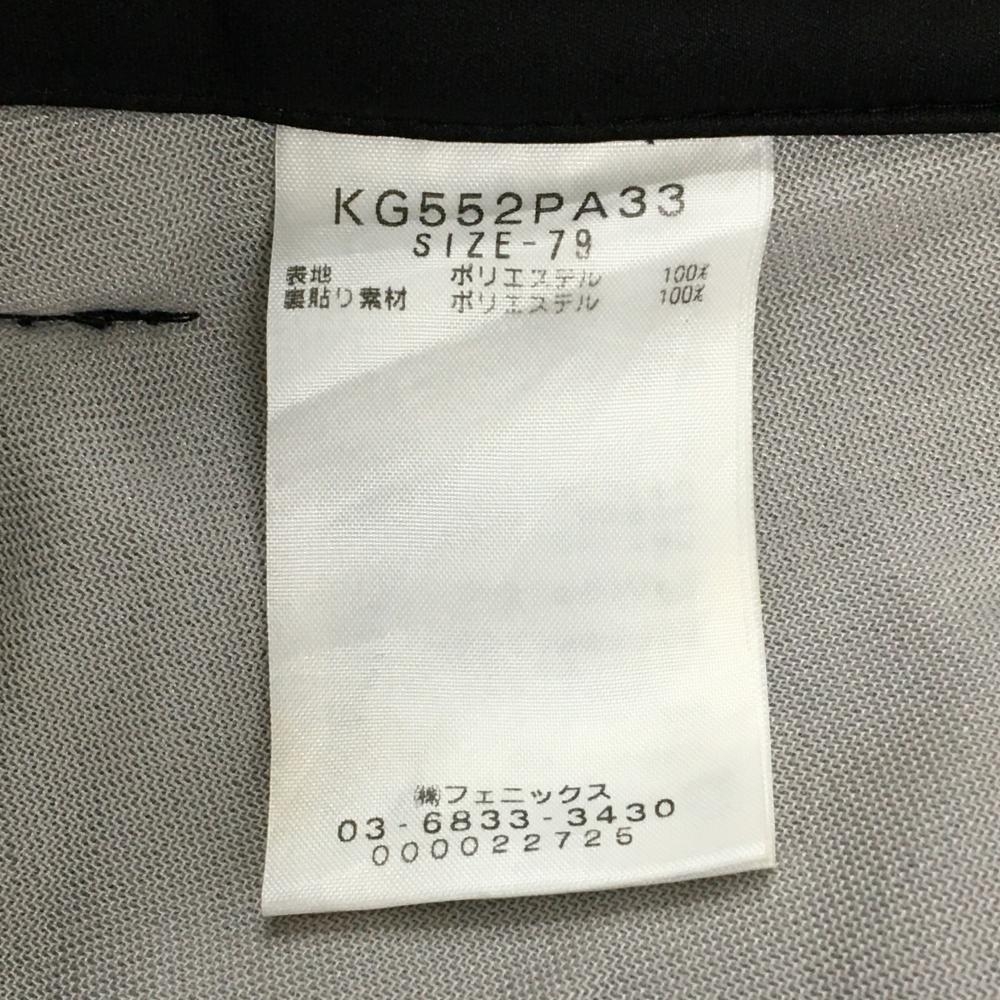 KG552PA33
SIZE-79
表地 ポリエステル 100%
裏貼り素材 ポリエステル 100%
㈱フェニックス
03-6833-3430
000022725